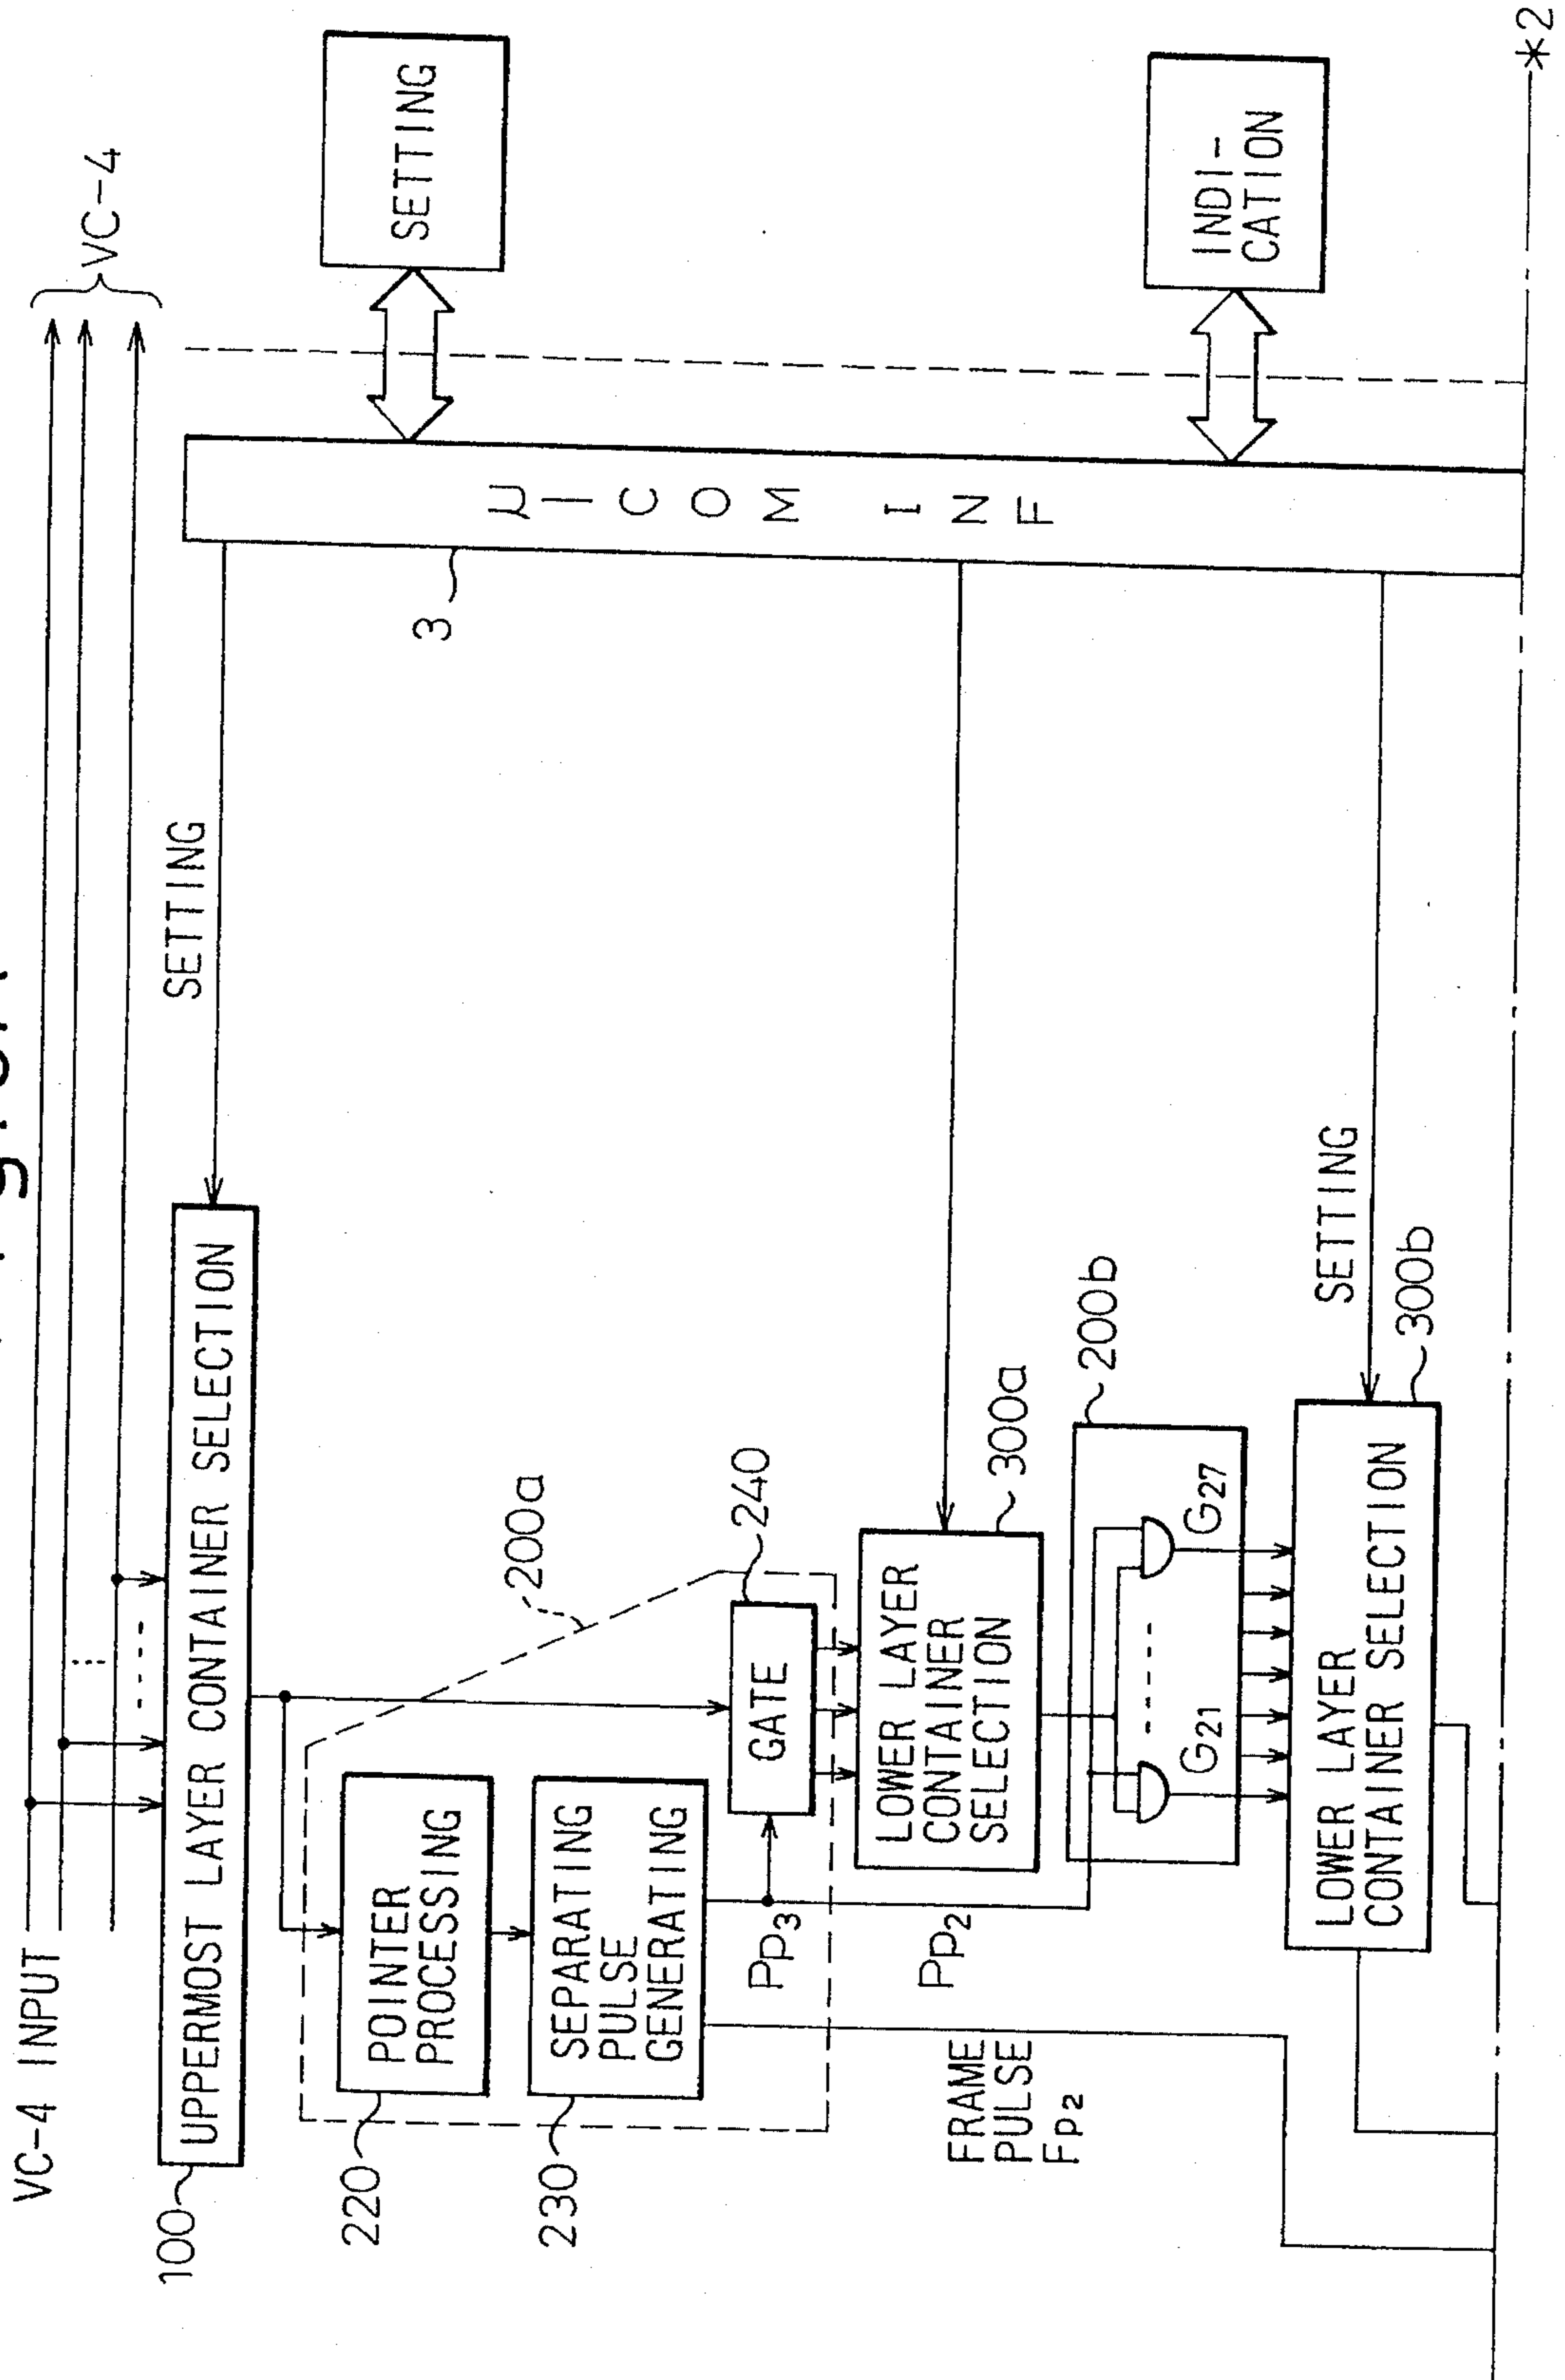 VC-4 INPUT
VC-4
100
UPPERMOST LAYER CONTAINER SELECTION
SETTING
SETTING
220
POINTER
PROCESSING
200a
230
SEPARATING
PULSE
GENERATING
3
μ-COM INF
240
GATE
Pp3
LOWER LAYER
CONTAINER
SELECTION
300a
Pp2
FRAME
PULSE
Fp2
200b
G21
G27
INDI-
CATION
SETTING
LOWER LAYER
CONTAINER SELECTION
300b
*2